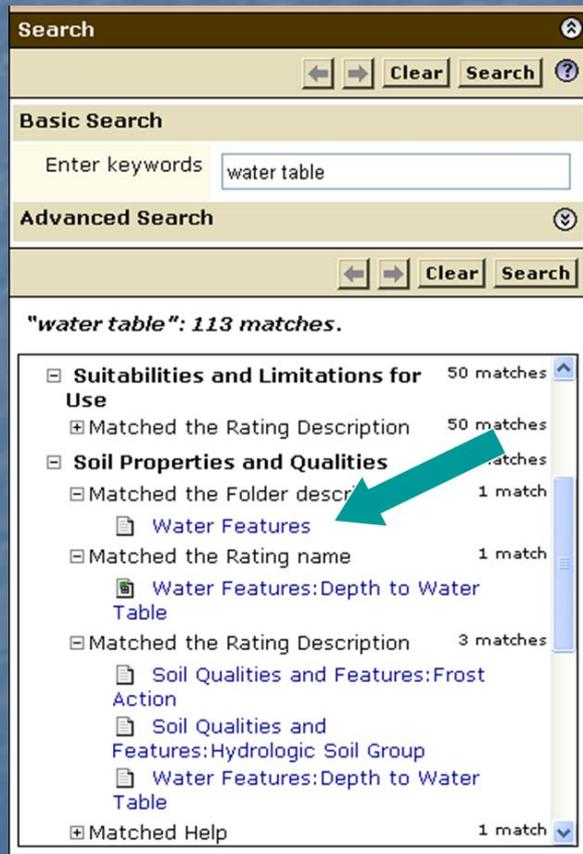 Search
Clear Search ?
Basic Search
Enter keywords water table
Advanced Search
Clear Search
"water table": 113 matches.
Suitabilities and Limitations for 50 matches
Use
Matched the Rating Description 50 matches
Soil Properties and Qualities atches
Matched the Folder descr 1 match
Water Features
Matched the Rating name 1 match
Water Features:Depth to Water
Table
Matched the Rating Description 3 matches
Soil Qualities and Features:Frost
Action
Soil Qualities and
Features:Hydrologic Soil Group
Water Features:Depth to Water
Table
Matched Help 1 match